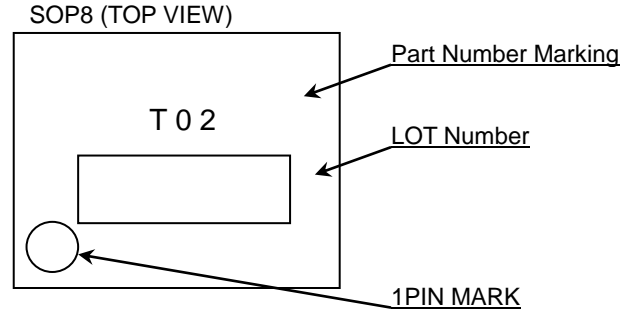 SOP8 (TOP VIEW)
Part Number Marking
T 0 2
LOT Number
1PIN MARK